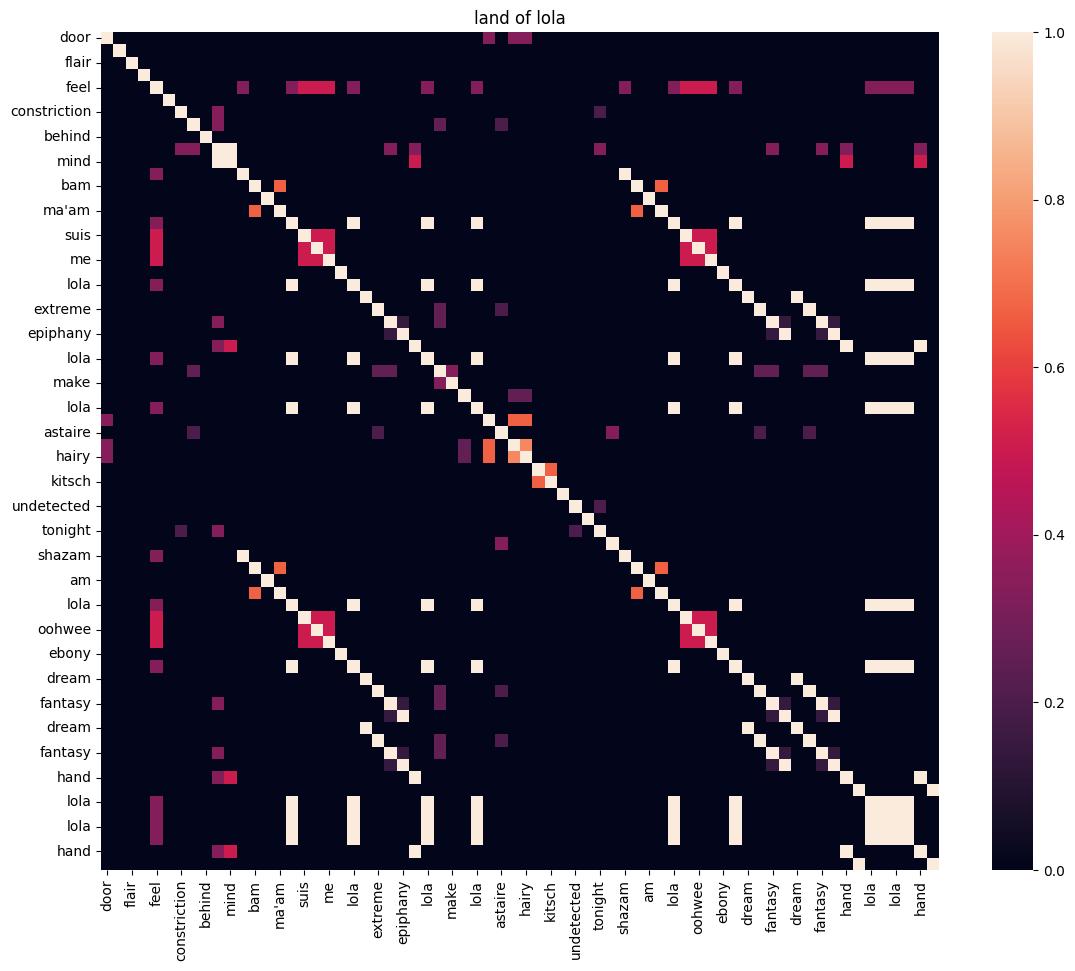 land of lola
door
flair
feel
constriction
behind
mind
bam
ma'am
suis
me
lola
extreme
epiphany
lola
make
lola
astaire
hairy
kitsch
undetected
tonight
shazam
am
lola
oohwee
ebony
dream
fantasy
dream
fantasy
hand
lola
lola
hand
door
flair
feel
constriction
behind
mind
bam
ma'am
suis
me
lola
extreme
epiphany
lola
make
lola
astaire
hairy
kitsch
undetected
tonight
shazam
am
lola
oohwee
ebony
dream
fantasy
dream
fantasy
hand
lola
lola
hand
1.0
0.8
0.6
0.4
0.2
0.0